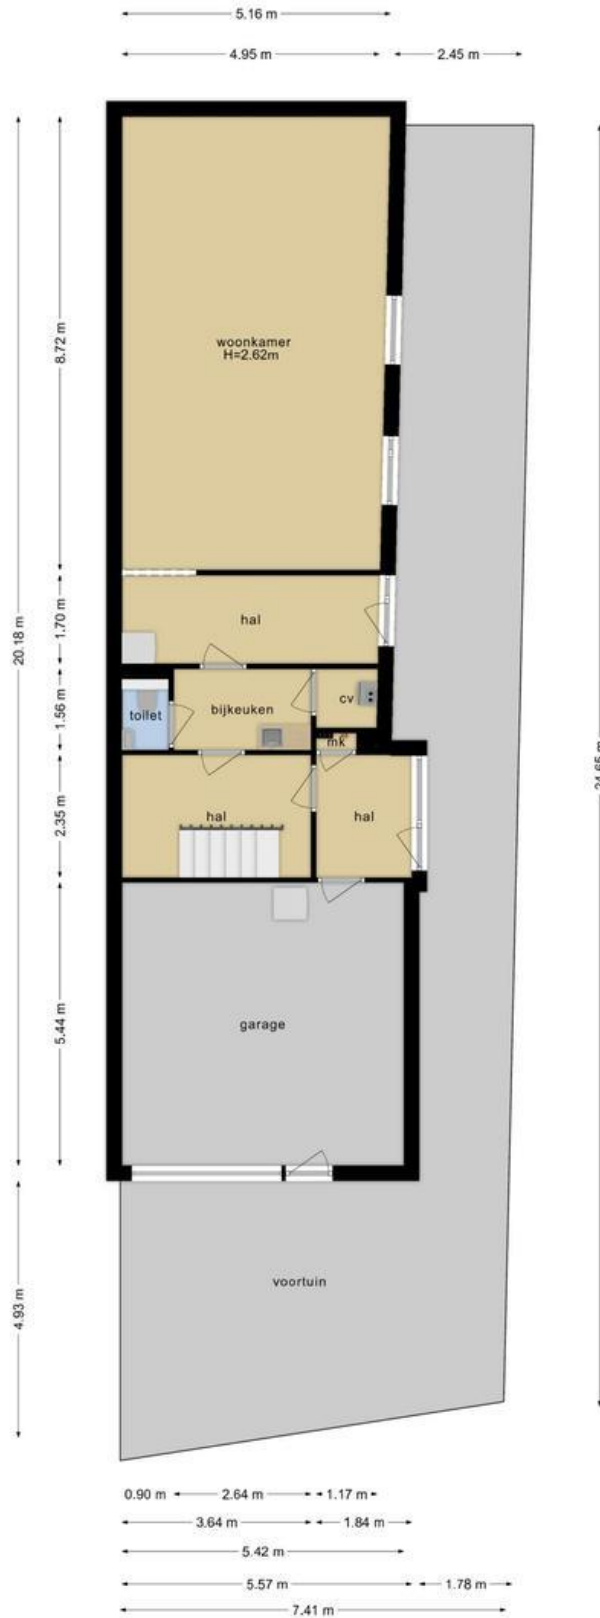 5.16 m
4.95 m
2.45 m
8.72 m
woonkamer
H=2.62m
20.18 m
1.70 m
hal
1.56 m
toilet
bijkeuken
cv
mk
2.35 m
hal
hal
5.44 m
garage
4.93 m
voortuin
0.90 m
2.64 m
1.17 m
3.64 m
1.84 m
5.42 m
5.57 m
1.78 m
7.41 m